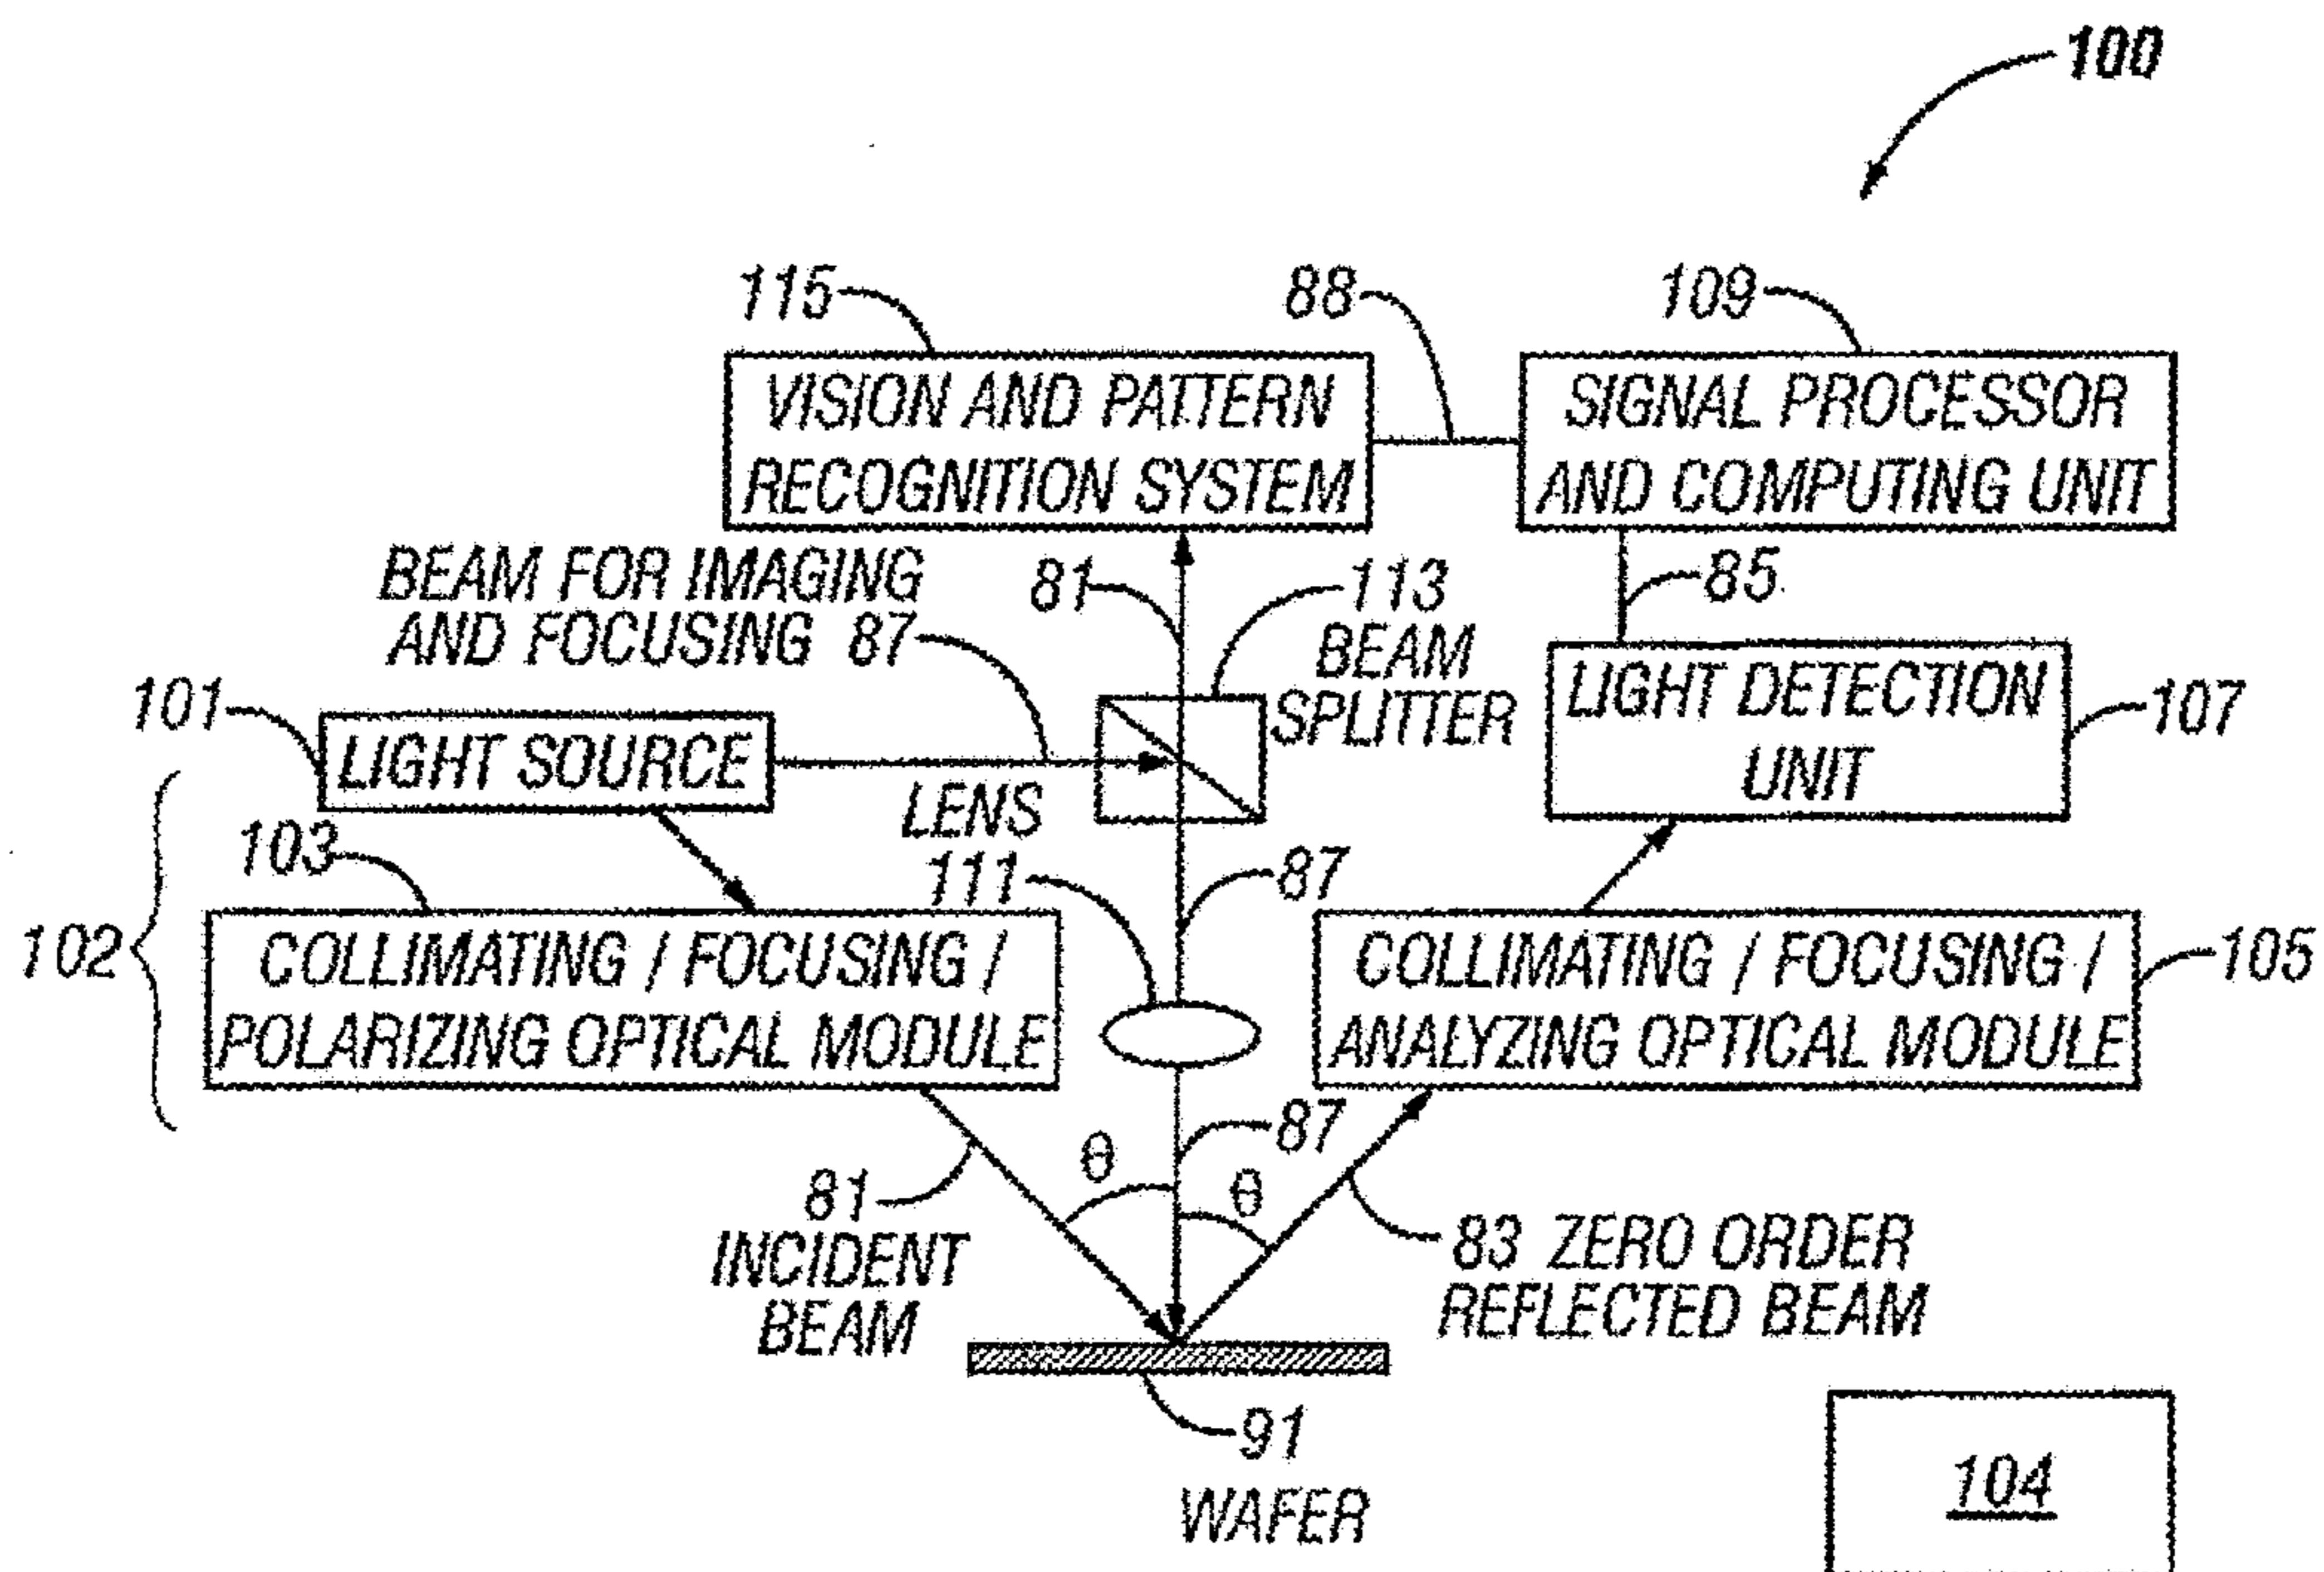 100
115
88
109
VISION AND PATTERN
RECOGNITION SYSTEM
SIGNAL PROCESSOR
AND COMPUTING UNIT
BEAM FOR IMAGING
AND FOCUSING 87
81
113
BEAM
SPLITTER
85
101
LIGHT SOURCE
LIGHT DETECTION
UNIT
107
LENS
111
103
87
102
COLLIMATING / FOCUSING /
POLARIZING OPTICAL MODULE
COLLIMATING / FOCUSING /
ANALYZING OPTICAL MODULE
105
87
θ
θ
81
INCIDENT
BEAM
83 ZERO ORDER
REFLECTED BEAM
91
WAFER
104